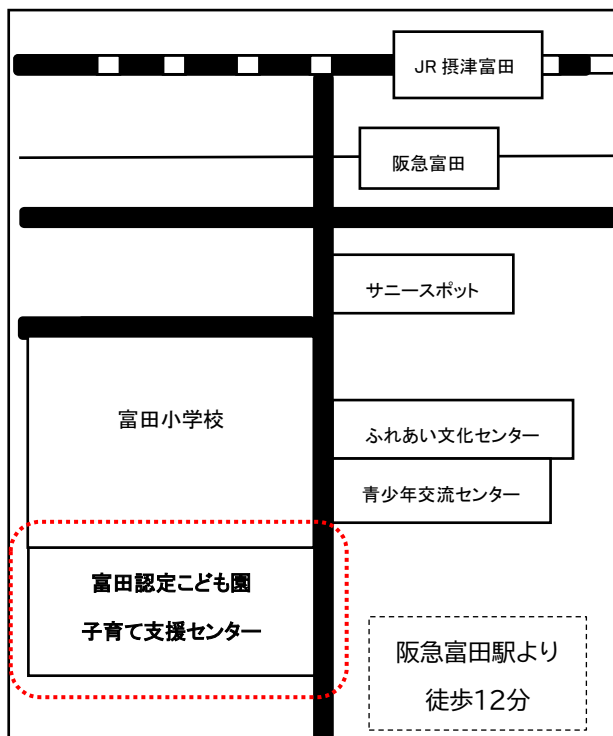 JR 摂津富田
阪急富田
サニースポット
富田小学校
ふれあい文化センター
青少年交流センター
富田認定こども園
子育て支援センター
阪急富田駅より
徒歩12分